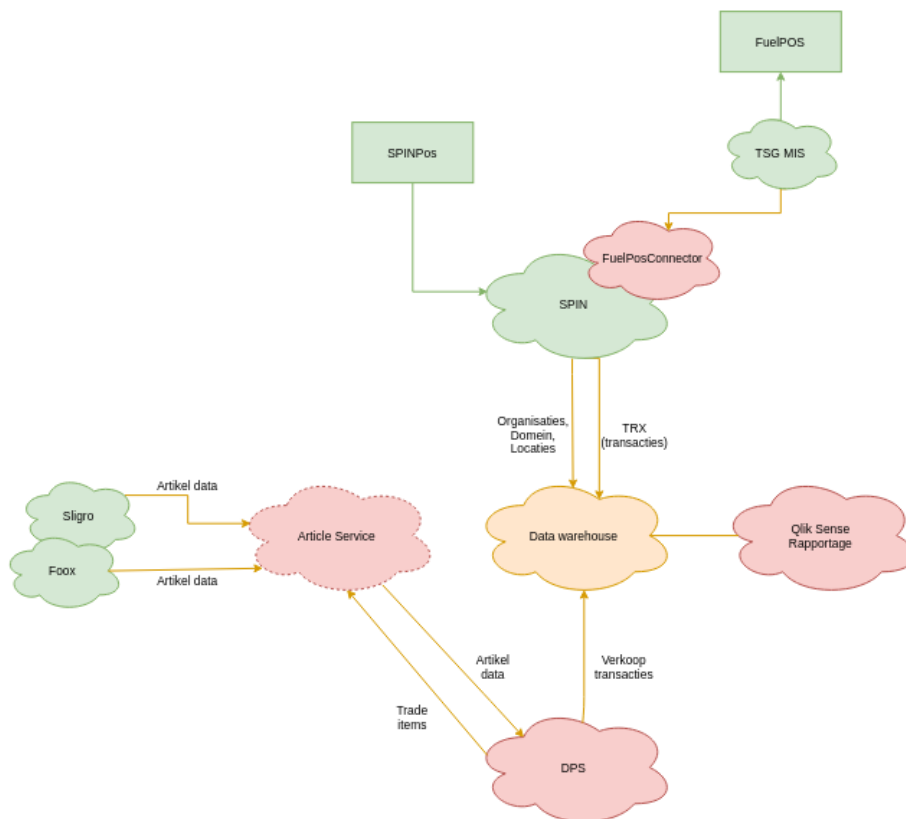 FuelPOS
SPINPos
TSG MIS
FuelPosConnector
SPIN
Organisaties,
Domein,
Locaties
TRX
(transacties)
Artikel data
Sligro
Article Service
Data warehouse
Qlik Sense
Rapportage
Foox
Artikel data
Artikel
data
Verkoop
transacties
Trade
items
DPS